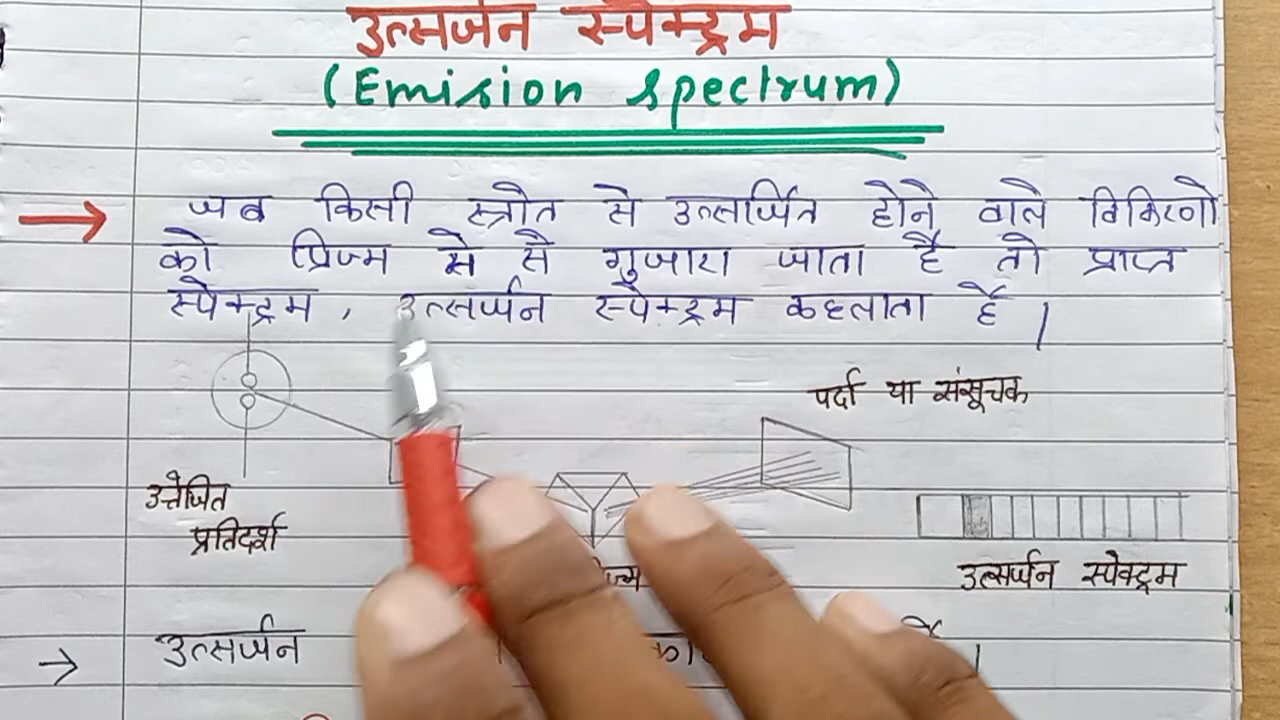 उत्सर्जन स्पेक्ट्रम
(Emision spectrum)
जब किसी स्त्रोत से उत्सर्जित होने वाले विकिरणो
को प्रिज्म मे से गुजारा जाता है तो प्राप्त
स्पेक्ट्रम, उत्सर्जन स्पेक्ट्रम कहलाता है |
पर्दा या संसूचक
उत्तेजित
प्रतिदर्श
उत्सर्जन स्पेक्ट्रम
उत्सर्जन